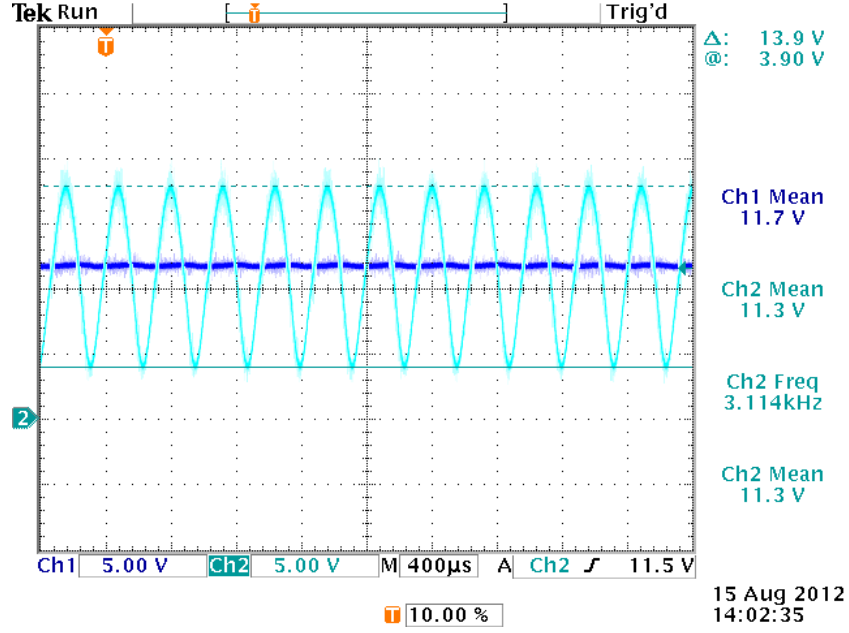 Tek Run Trig'd
T
T
Δ: 13.9 V
@: 3.90 V
Ch1 Mean
11.7 V
Ch2 Mean
11.3 V
Ch2 Freq
3.114kHz
Ch2 Mean
11.3 V
2
Ch1 5.00 V Ch2 5.00 V M 400µs A Ch2 11.5 V
T 10.00 %
15 Aug 2012
14:02:35